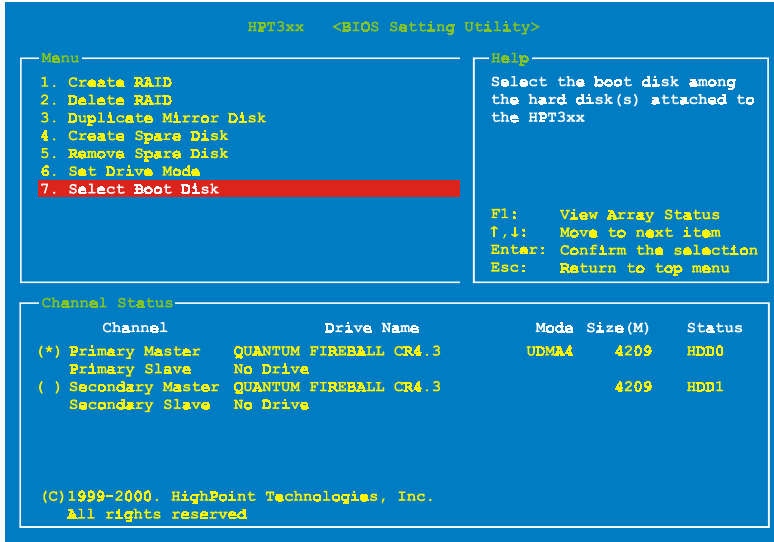 HPT3xx <BIOS Setting Utility>
Menu
1. Create RAID
2. Delete RAID
3. Duplicate Mirror Disk
4. Create Spare Disk
5. Remove Spare Disk
6. Set Drive Mode
7. Select Boot Disk
Help
Select the boot disk among
the hard disk(s) attached to
the HPT3xx
F1: View Array Status
↑,↓: Move to next item
Enter: Confirm the selection
Esc: Return to top menu
Channel Status
Channel Drive Name Mode Size(M) Status
(*) Primary Master QUANTUM FIREBALL CR4.3 UDMA4 4209 HDD0
Primary Slave No Drive
( ) Secondary Master QUANTUM FIREBALL CR4.3 4209 HDD1
Secondary Slave No Drive
(C)1999-2000. HighPoint Technologies, Inc.
All rights reserved